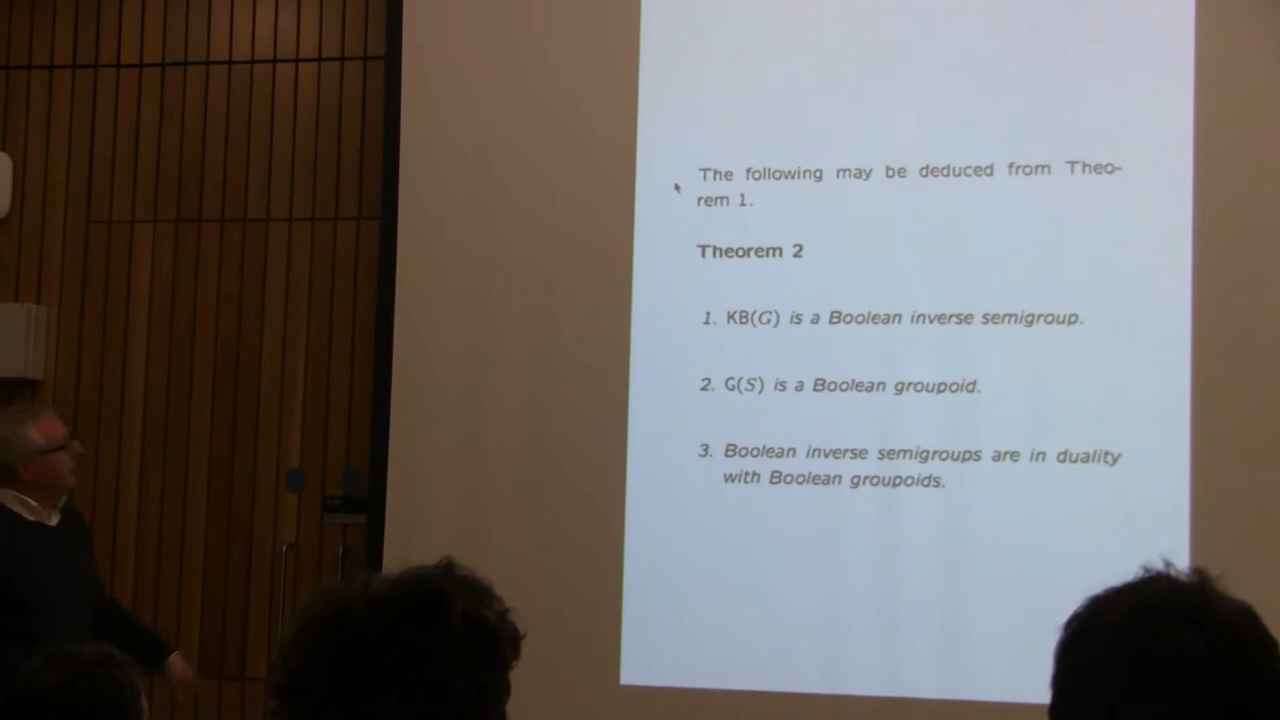 The following may be deduced from Theo-
rem 1.
Theorem 2
1. KB(G) is a Boolean inverse semigroup.
2. G(S) is a Boolean groupoid.
3. Boolean inverse semigroups are in duality
with Boolean groupoids.